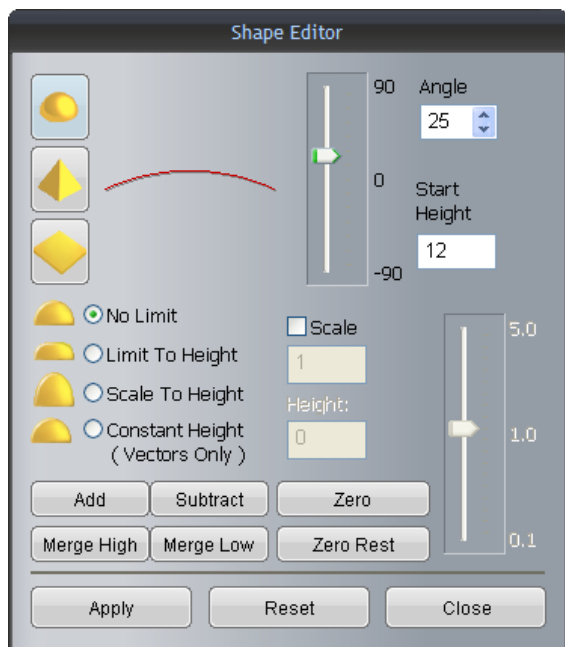 Shape Editor
90
Angle
25
0
Start
Height
12
-90
No Limit
Limit To Height
Scale To Height
Constant Height
( Vectors Only )
Scale
1
Height:
0
5.0
1.0
0.1
Add
Subtract
Zero
Merge High
Merge Low
Zero Rest
Apply
Reset
Close